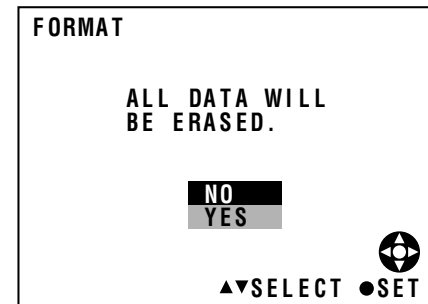 FORMAT
ALL DATA WILL
BE ERASED.
NO
YES
▲▼SELECT ●SET